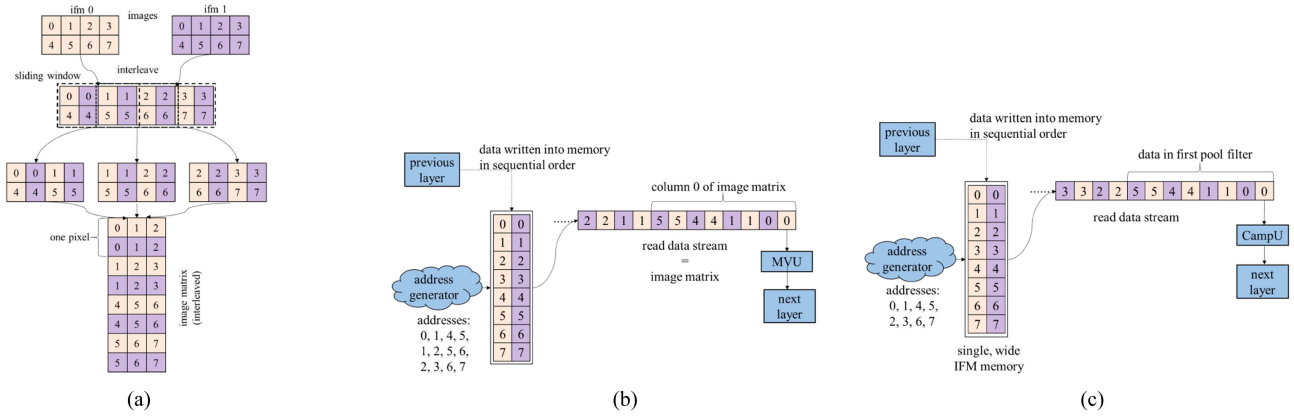 ifm 0 images ifm 1
0 1 2 3 0 1 2 3
4 5 6 7 4 5 6 7
sliding window interleave
0 0 1 1 2 2 3 3
4 4 5 5 6 6 7 7
0 0 1 1 1 1 2 2 2 2 3 3
4 4 5 5 5 5 6 6 6 6 7 7
one pixel
0 1 2
0 1 2
1 2 3
1 2 3
4 5 6
4 5 6
5 6 7
5 6 7
image matrix
(interleaved)
(a)
previous
layer
data written into memory
in sequential order
0 0
1 1
2 2
3 3
4 4
5 5
6 6
7 7
address
generator
addresses:
0, 1, 4, 5,
1, 2, 5, 6,
2, 3, 6, 7
column 0 of image matrix
2 2 1 1 5 5 4 4 1 1 0 0
read data stream
=
image matrix
MVU
next
layer
(b)
previous
layer
data written into memory
in sequential order
0 0
1 1
2 2
3 3
4 4
5 5
6 6
7 7
address
generator
addresses:
0, 1, 4, 5,
2, 3, 6, 7
single, wide
IFM memory
data in first pool filter
3 3 2 2 5 5 4 4 1 1 0 0
read data stream
CampU
next
layer
(c)